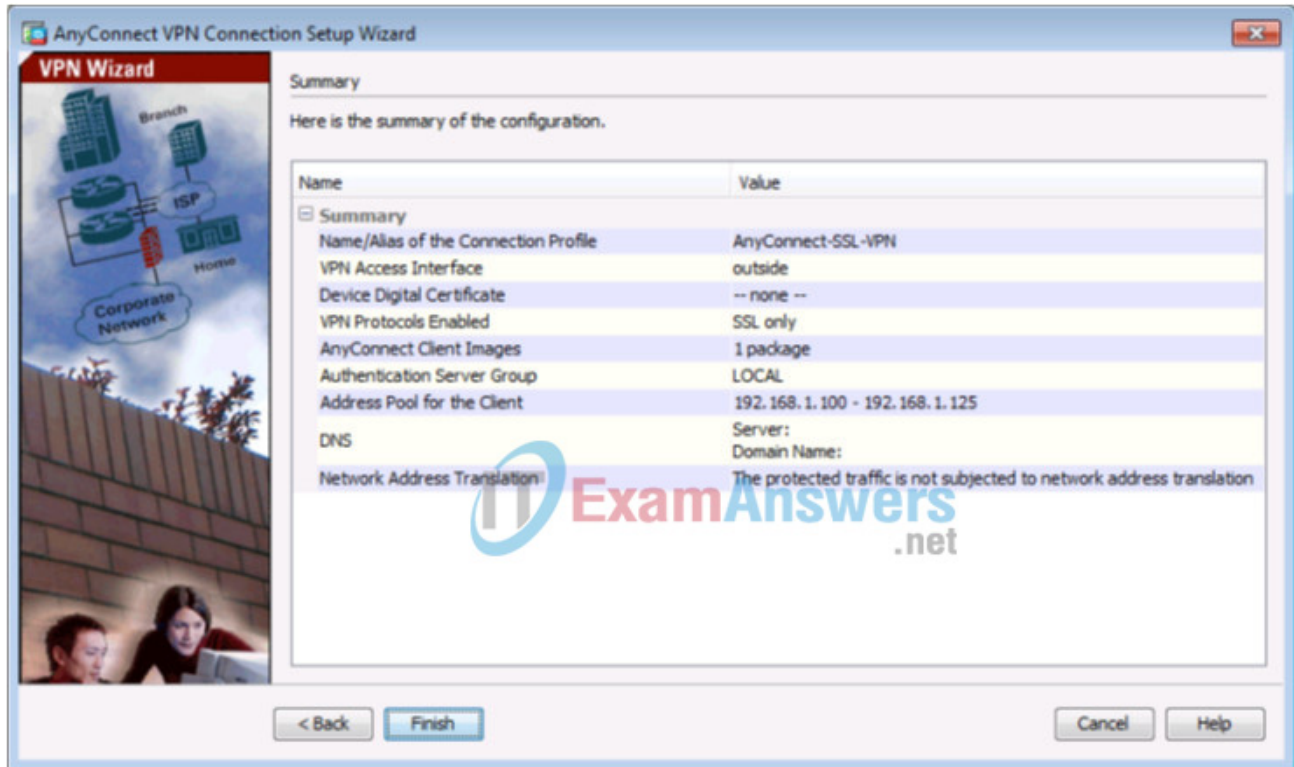 AnyConnect VPN Connection Setup Wizard
VPN Wizard
Branch
ISP
Home
Corporate
Network
Summary
Here is the summary of the configuration.
Name Value
Summary
Name/Alias of the Connection Profile AnyConnect-SSL-VPN
VPN Access Interface outside
Device Digital Certificate -- none --
VPN Protocols Enabled SSL only
AnyConnect Client Images 1 package
Authentication Server Group LOCAL
Address Pool for the Client 192.168.1.100 - 192.168.1.125
DNS Server:
Domain Name:
Network Address Translation The protected traffic is not subjected to network address translation
IT ExamAnswers
.net
< Back Finish Cancel Help